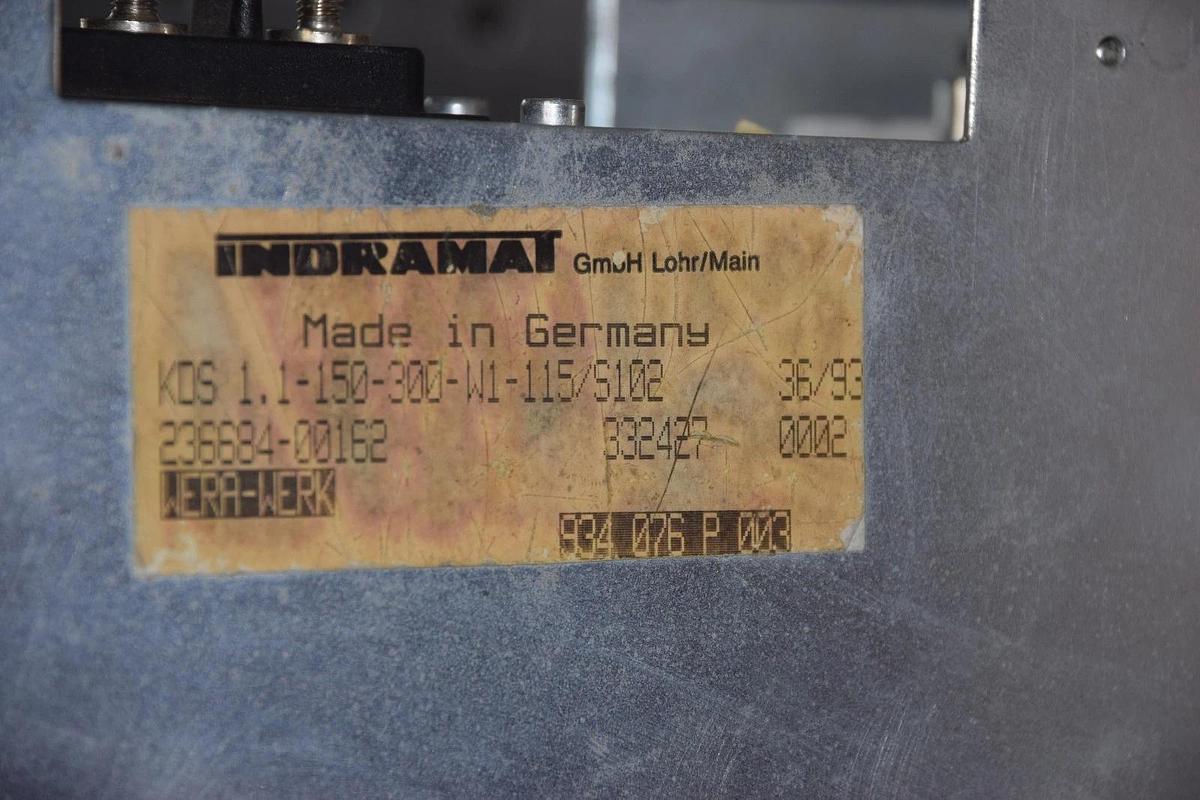 INDRAMAT GmbH Lohr/Main
Made in Germany
KDS 1.1-150-300-W1-115/S102 36/93
236684-00162 332427 0002
WERA-WERK
934 076 P 003